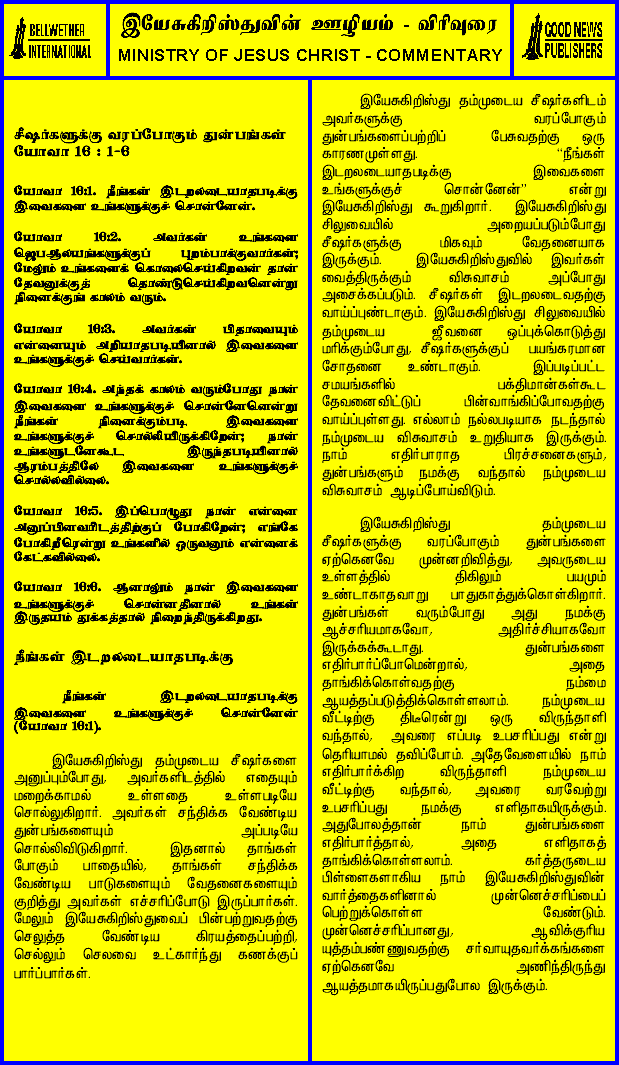 BELLWETHER
INTERNATIONAL
இயேசுகிறிஸ்துவின் ஊழியம் - விரிவுரை
MINISTRY OF JESUS CHRIST - COMMENTARY
GOOD NEWS
PUBLISHERS
சீஷர்களுக்கு வரப்போகும் துன்பங்கள்
யோவா 16 : 1-6
யோவா 16:1. நீங்கள் இடறலடையாதபடிக்கு
இவைகளை உங்களுக்குச் சொன்னேன்.
யோவா 16:2. அவர்கள் உங்களை
ஜெபஆலயங்களுக்குப் புறம்பாக்குவார்கள்;
மேலும் உங்களைக் கொலைசெய்கிறவன் தான்
தேவனுக்குத் தொண்டுசெய்கிறவனென்று
நினைக்குங் காலம் வரும்.
யோவா 16:3. அவர்கள் பிதாவையும்
என்னையும் அறியாதபடியினால் இவைகளை
உங்களுக்குச் செய்வார்கள்.
யோவா 16:4. அந்தக் காலம் வரும்போது நான்
இவைகளை உங்களுக்குச் சொன்னேனென்று
நீங்கள் நினைக்கும்படி இவைகளை
உங்களுக்குச் சொல்லியிருக்கிறேன்; நான்
உங்களுடனேகூட இருந்தபடியினால்
ஆரம்பத்திலே இவைகளை உங்களுக்குச்
சொல்லவில்லை.
யோவா 16:5. இப்பொழுது நான் என்னை
அனுப்பினவரிடத்திற்குப் போகிறேன்; எங்கே
போகிறீரென்று உங்களில் ஒருவனும் என்னைக்
கேட்கவில்லை.
யோவா 16:6. ஆனாலும் நான் இவைகளை
உங்களுக்குச் சொன்னதினால் உங்கள்
இருதயம் துக்கத்தால் நிறைந்திருக்கிறது.
நீங்கள் இடறலடையாதபடிக்கு
நீங்கள் இடறலடையாதபடிக்கு
இவைகளை உங்களுக்குச் சொன்னேன்
(யோவா 16:1).
இயேசுகிறிஸ்து தம்முடைய சீஷர்களை
அனுப்பும்போது, அவர்களிடத்தில் எதையும்
மறைக்காமல் உள்ளதை உள்ளபடியே
சொல்லுகிறார். அவர்கள் சந்திக்க வேண்டிய
துன்பங்களையும் அப்படியே
சொல்லிவிடுகிறார். இதனால் தாங்கள்
போகும் பாதையில், தாங்கள் சந்திக்க
வேண்டிய பாடுகளையும் வேதனைகளையும்
குறித்து அவர்கள் எச்சரிப்போடு இருப்பார்கள்.
மேலும் இயேசுகிறிஸ்துவைப் பின்பற்றுவதற்கு
செலுத்த வேண்டிய கிரயத்தைப்பற்றி,
செல்லும் செலவை உட்கார்ந்து கணக்குப்
பார்ப்பார்கள்.
இயேசுகிறிஸ்து தம்முடைய சீஷர்களிடம்
அவர்களுக்கு வரப்போகும்
துன்பங்களைப்பற்றிப் பேசுவதற்கு ஒரு
காரணமுள்ளது. “நீங்கள்
இடறலடையாதபடிக்கு இவைகளை
உங்களுக்குச் சொன்னேன்” என்று
இயேசுகிறிஸ்து கூறுகிறார். இயேசுகிறிஸ்து
சிலுவையில் அறையப்படும்போது
சீஷர்களுக்கு மிகவும் வேதனையாக
இருக்கும். இயேசுகிறிஸ்துவில் இவர்கள்
வைத்திருக்கும் விசுவாசம் அப்போது
அசைக்கப்படும். சீஷர்கள் இடறலடைவதற்கு
வாய்ப்புண்டாகும். இயேசுகிறிஸ்து சிலுவையில்
தம்முடைய ஜீவனை ஒப்புக்கொடுத்து
மரிக்கும்போது, சீஷர்களுக்குப் பயங்கரமான
சோதனை உண்டாகும். இப்படிப்பட்ட
சமயங்களில் பக்திமான்கள்கூட
தேவனைவிட்டுப் பின்வாங்கிப்போவதற்கு
வாய்ப்புள்ளது. எல்லாம் நல்லபடியாக நடந்தால்
நம்முடைய விசுவாசம் உறுதியாக இருக்கும்.
நாம் எதிர்பாராத பிரச்சனைகளும்,
துன்பங்களும் நமக்கு வந்தால் நம்முடைய
விசுவாசம் ஆடிப்போய்விடும்.
இயேசுகிறிஸ்து தம்முடைய
சீஷர்களுக்கு வரப்போகும் துன்பங்களை
ஏற்கெனவே முன்னறிவித்து, அவருடைய
உள்ளத்தில் திகிலும் பயமும்
உண்டாகாதவாறு பாதுகாத்துக்கொள்கிறார்.
துன்பங்கள் வரும்போது அது நமக்கு
ஆச்சரியமாகவோ, அதிர்ச்சியாகவோ
இருக்கக்கூடாது. துன்பங்களை
எதிர்பார்ப்போமென்றால், அதை
தாங்கிக்கொள்வதற்கு நம்மை
ஆயத்தப்படுத்திக்கொள்ளலாம். நம்முடைய
வீட்டிற்கு திடீரென்று ஒரு விருந்தாளி
வந்தால், அவரை எப்படி உபசரிப்பது என்று
தெரியாமல் தவிப்போம். அதேவேளையில் நாம்
எதிர்பார்க்கிற விருந்தாளி நம்முடைய
வீட்டிற்கு வந்தால், அவரை வரவேற்று
உபசரிப்பது நமக்கு எளிதாகயிருக்கும்.
அதுபோலத்தான் நாம் துன்பங்களை
எதிர்பார்த்தால், அதை எளிதாகத்
தாங்கிக்கொள்ளலாம். கர்த்தருடைய
பிள்ளைகளாகிய நாம் இயேசுகிறிஸ்துவின்
வார்த்தைகளினால் முன்னெச்சரிப்பைப்
பெற்றுக்கொள்ள வேண்டும்.
முன்னெச்சரிப்பானது, ஆவிக்குரிய
யுத்தம்பண்ணுவதற்கு சர்வாயுதவர்க்கங்களை
ஏற்கெனவே அணிந்திருந்து
ஆயத்தமாகயிருப்பதுபோல இருக்கும்.